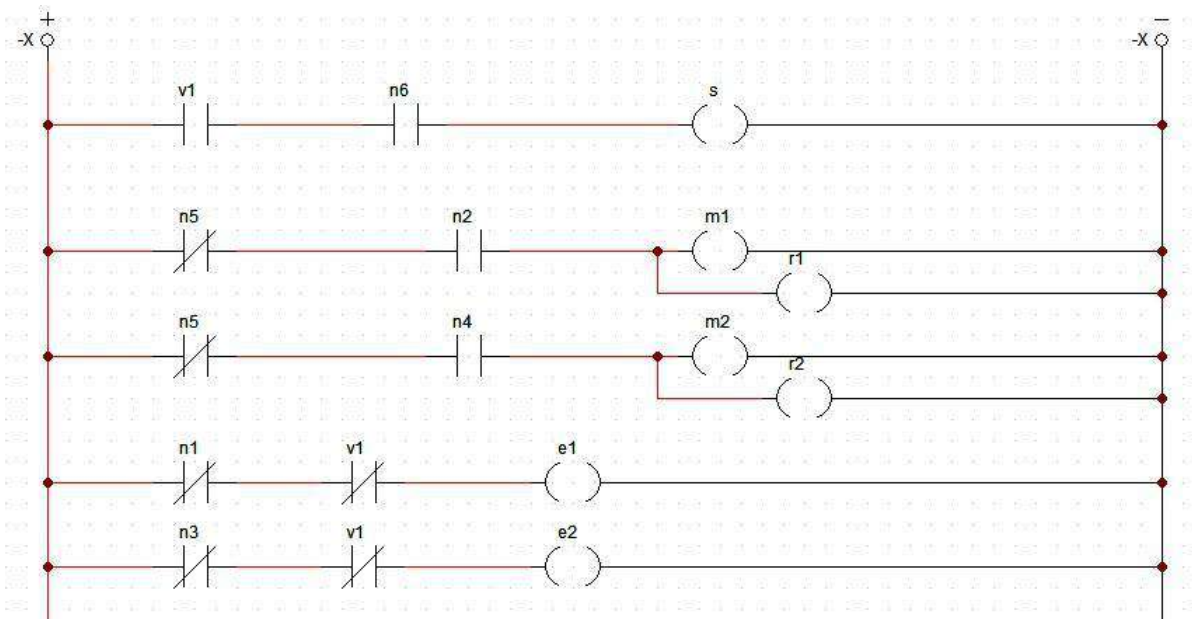 + −
-X -X
v1 n6 s
n5 n2 m1
r1
n5 n4 m2
r2
n1 v1 e1
n3 v1 e2